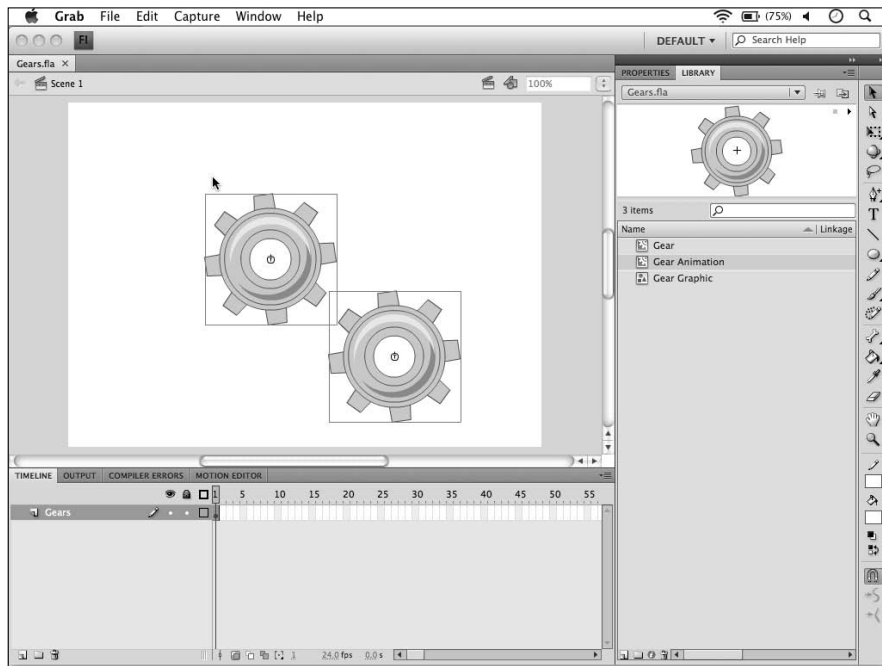 Grab File Edit Capture Window Help (75%)
Fl DEFAULT Search Help
Gears.fla ×
Scene 1 100%
PROPERTIES LIBRARY
Gears.fla
3 items
Name Linkage
Gear
Gear Animation
Gear Graphic
T
TIMELINE OUTPUT COMPILER ERRORS MOTION EDITOR
1 5 10 15 20 25 30 35 40 45 50 55
Gears
1 24.0 fps 0.0 s